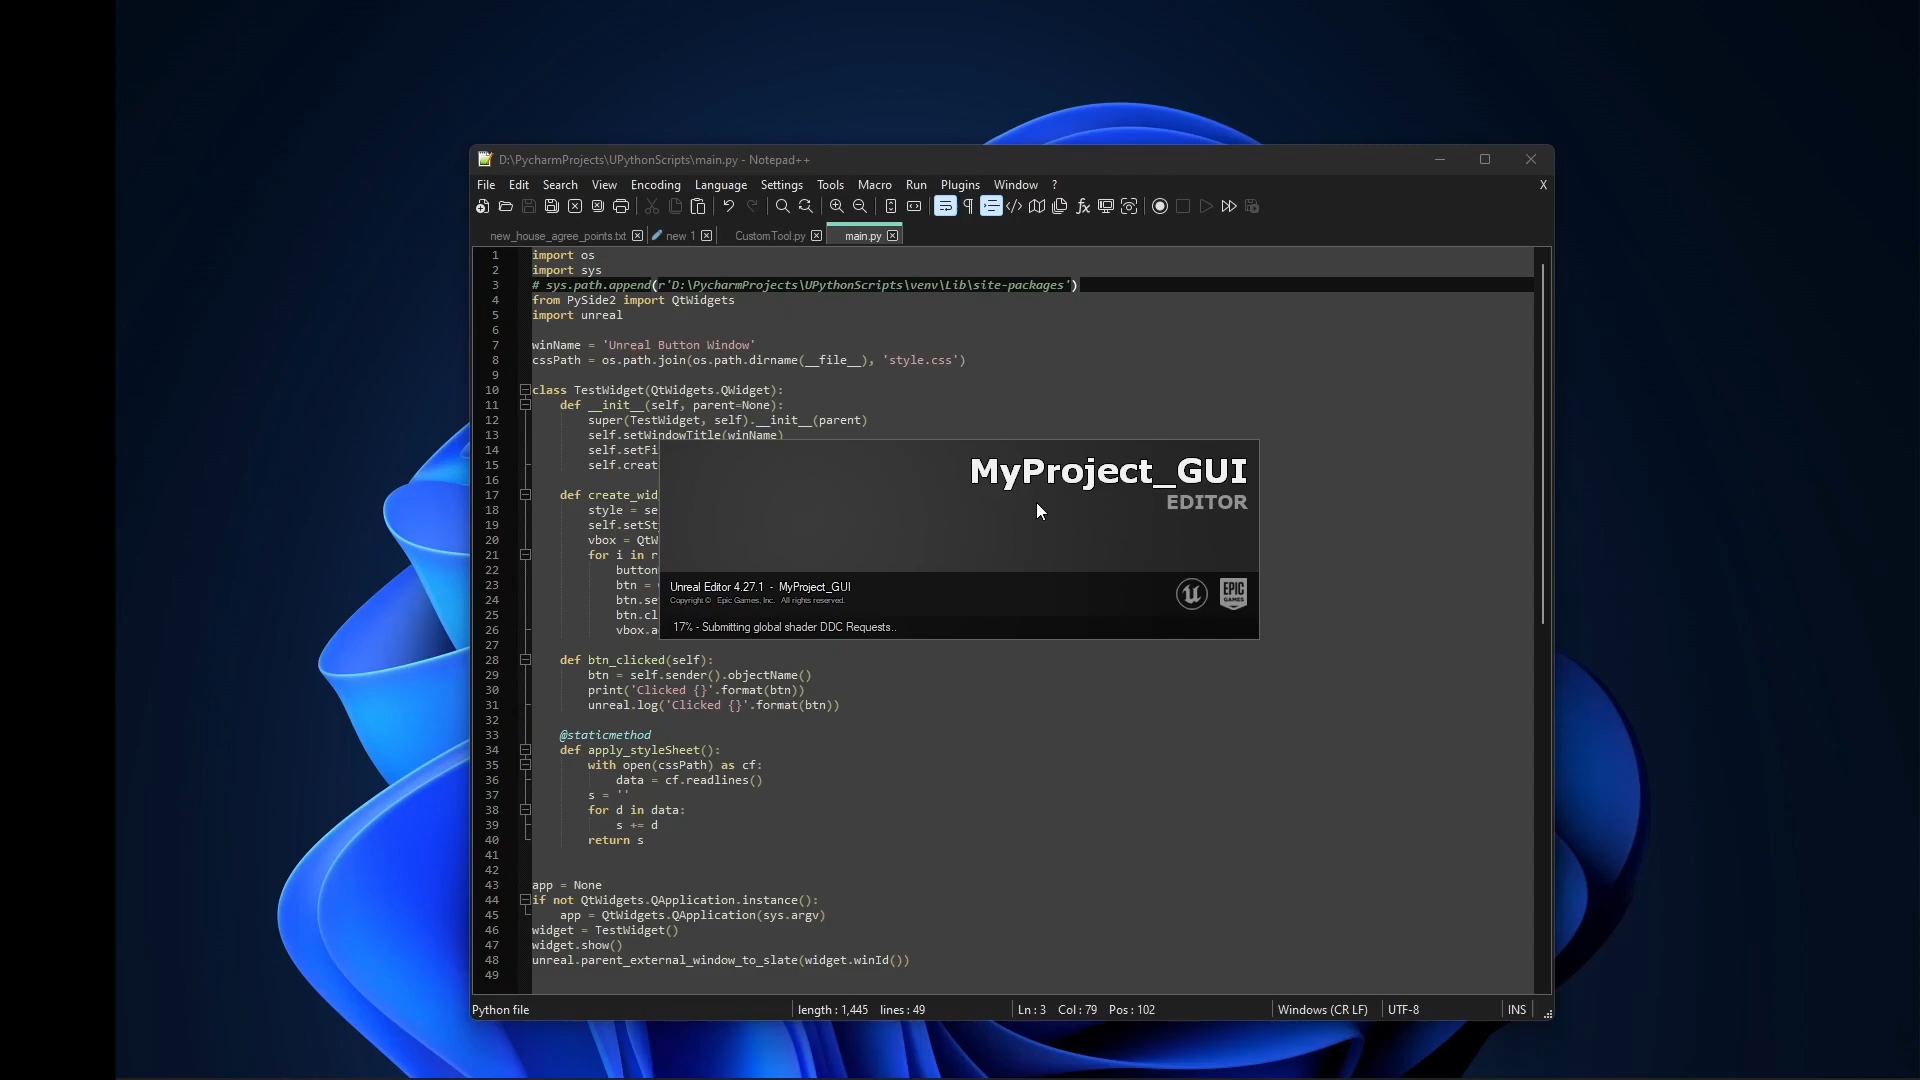 D:\PycharmProjects\UPythonScripts\main.py - Notepad++
File Edit Search View Encoding Language Settings Tools Macro Run Plugins Window ? X
new_house_agree_points.txt new 1 CustomTool.py main.py
1 import os
2 import sys
3 # sys.path.append(r'D:\PycharmProjects\UPythonScripts\venv\Lib\site-packages')
4 from PySide2 import QtWidgets
5 import unreal
6
7 winName = 'Unreal Button Window'
8 cssPath = os.path.join(os.path.dirname(__file__), 'style.css')
9
10 class TestWidget(QtWidgets.QWidget):
11 def __init__(self, parent=None):
12 super(TestWidget, self).__init__(parent)
13 self.setWindowTitle(winName)
14 self.setFi
15 self.creat
16
17 def create_wid
18 style = se
19 self.setSt
20 vbox = QtW
21 for i in r
22 button
23 btn =
24 btn.se
25 btn.cl
26 vbox.a
27
28 def btn_clicked(self):
29 btn = self.sender().objectName()
30 print('Clicked {}'.format(btn))
31 unreal.log('Clicked {}'.format(btn))
32
33 @staticmethod
34 def apply_styleSheet():
35 with open(cssPath) as cf:
36 data = cf.readlines()
37 s = ''
38 for d in data:
39 s += d
40 return s
41
42
43 app = None
44 if not QtWidgets.QApplication.instance():
45 app = QtWidgets.QApplication(sys.argv)
46 widget = TestWidget()
47 widget.show()
48 unreal.parent_external_window_to_slate(widget.winId())
49
MyProject_GUI
EDITOR
Unreal Editor 4.27.1 - MyProject_GUI
Copyright © Epic Games, Inc. All rights reserved.
EPIC
GAMES
17% - Submitting global shader DDC Requests..
Python file length : 1,445 lines : 49 Ln : 3 Col : 79 Pos : 102 Windows (CR LF) UTF-8 INS